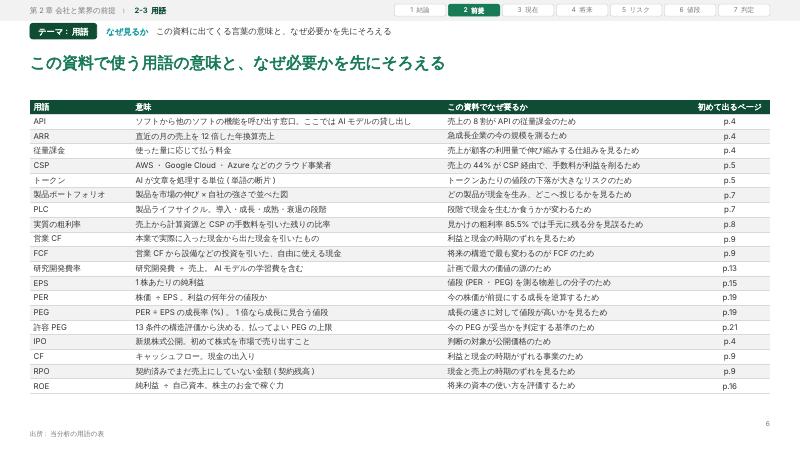 第 2 章 会社と業界の前提 | 2-3 用語 1 結論 2 前提 3 現在 4 将来 5 リスク 6 値段 7 判定
テーマ : 用語 なぜ見るか この資料に出てくる言葉の意味と、なぜ必要かを先にそろえる
この資料で使う用語の意味と、なぜ必要かを先にそろえる
用語 意味 この資料でなぜ要るか 初めて出るページ
API ソフトから他のソフトの機能を呼び出す窓口。ここでは AI モデルの貸し出し 売上の 8 割が API の従量課金のため p.4
ARR 直近の月の売上を 12 倍した年換算売上 急成長企業の今の規模を測るため p.4
従量課金 使った量に応じて払う料金 売上が顧客の利用量で伸び縮みする仕組みを見るため p.4
CSP AWS ・ Google Cloud ・ Azure などのクラウド事業者 売上の 44% が CSP 経由で、手数料が利益を削るため p.5
トークン AI が文章を処理する単位 ( 単語の断片 ) トークンあたりの値段の下落が大きなリスクのため p.5
製品ポートフォリオ 製品を市場の伸び × 自社の強さで並べた図 どの製品が現金を生み、どこへ投じるかを見るため p.7
PLC 製品ライフサイクル。導入・成長・成熟・衰退の段階 段階で現金を生むか食うかが変わるため p.7
実質の粗利率 売上から計算資源と CSP の手数料を引いた残りの比率 見かけの粗利率 85.5% では手元に残る分を見誤るため p.8
営業 CF 本業で実際に入った現金から出た現金を引いたもの 利益と現金の時期のずれを見るため p.9
FCF 営業 CF から設備などの投資を引いた、自由に使える現金 将来の構造で最も変わるのが FCF のため p.9
研究開発費率 研究開発費 ÷ 売上。 AI モデルの学習費を含む 計画で最大の価値の源のため p.13
EPS 1 株あたりの純利益 値段 (PER ・ PEG) を測る物差しの分子のため p.15
PER 株価 ÷ EPS 。利益の何年分の値段か 今の株価が前提にする成長を逆算するため p.19
PEG PER ÷ EPS の成長率 (%) 。 1 倍なら成長に見合う値段 成長の速さに対して値段が高いかを見るため p.19
許容 PEG 13 条件の構造評価から決める、払ってよい PEG の上限 今の PEG が妥当かを判定する基準のため p.21
IPO 新規株式公開。初めて株式を市場で売り出すこと 判断の対象が公開価格のため p.4
CF キャッシュフロー。現金の出入り 利益と現金の時期がずれる事業のため p.9
RPO 契約済みでまだ売上にしていない金額 ( 契約残高 ) 現金と売上の時期のずれを見るため p.9
ROE 純利益 ÷ 自己資本。株主のお金で稼ぐ力 将来の資本の使い方を評価するため p.16
6
出所 : 当分析の用語の表